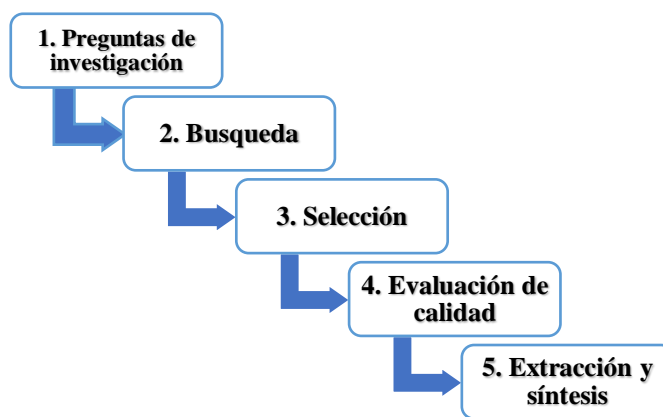 1. Preguntas de
investigación
2. Busqueda
3. Selección
4. Evaluación de
calidad
5. Extracción y
síntesis